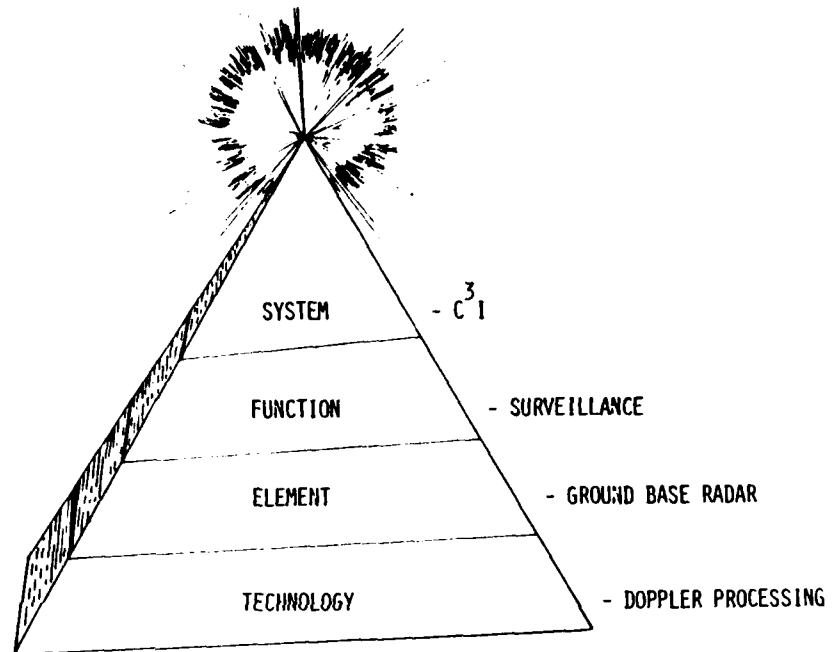 SYSTEM - C³I
FUNCTION - SURVEILLANCE
ELEMENT - GROUND BASE RADAR
TECHNOLOGY - DOPPLER PROCESSING